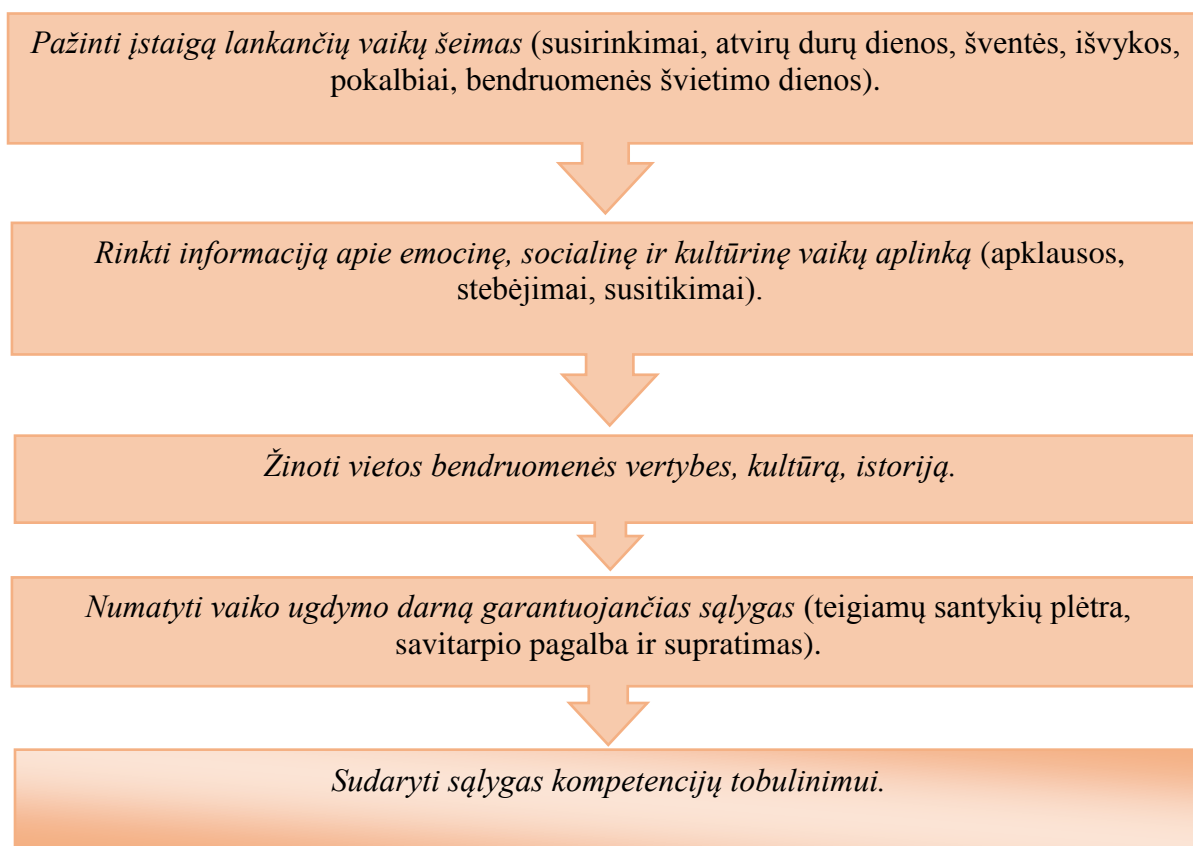 Pažinti įstaigą lankančių vaikų šeimas (susirinkimai, atvirų durų dienos, šventės, išvykos,
pokalbiai, bendruomenės švietimo dienos).
Rinkti informaciją apie emocinę, socialinę ir kultūrinę vaikų aplinką (apklausos,
stebėjimai, susitikimai).
Žinoti vietos bendruomenės vertybes, kultūrą, istoriją.
Numatyti vaiko ugdymo darną garantuojančias sąlygas (teigiamų santykių plėtra,
savitarpio pagalba ir supratimas).
Sudaryti sąlygas kompetencijų tobulinimui.